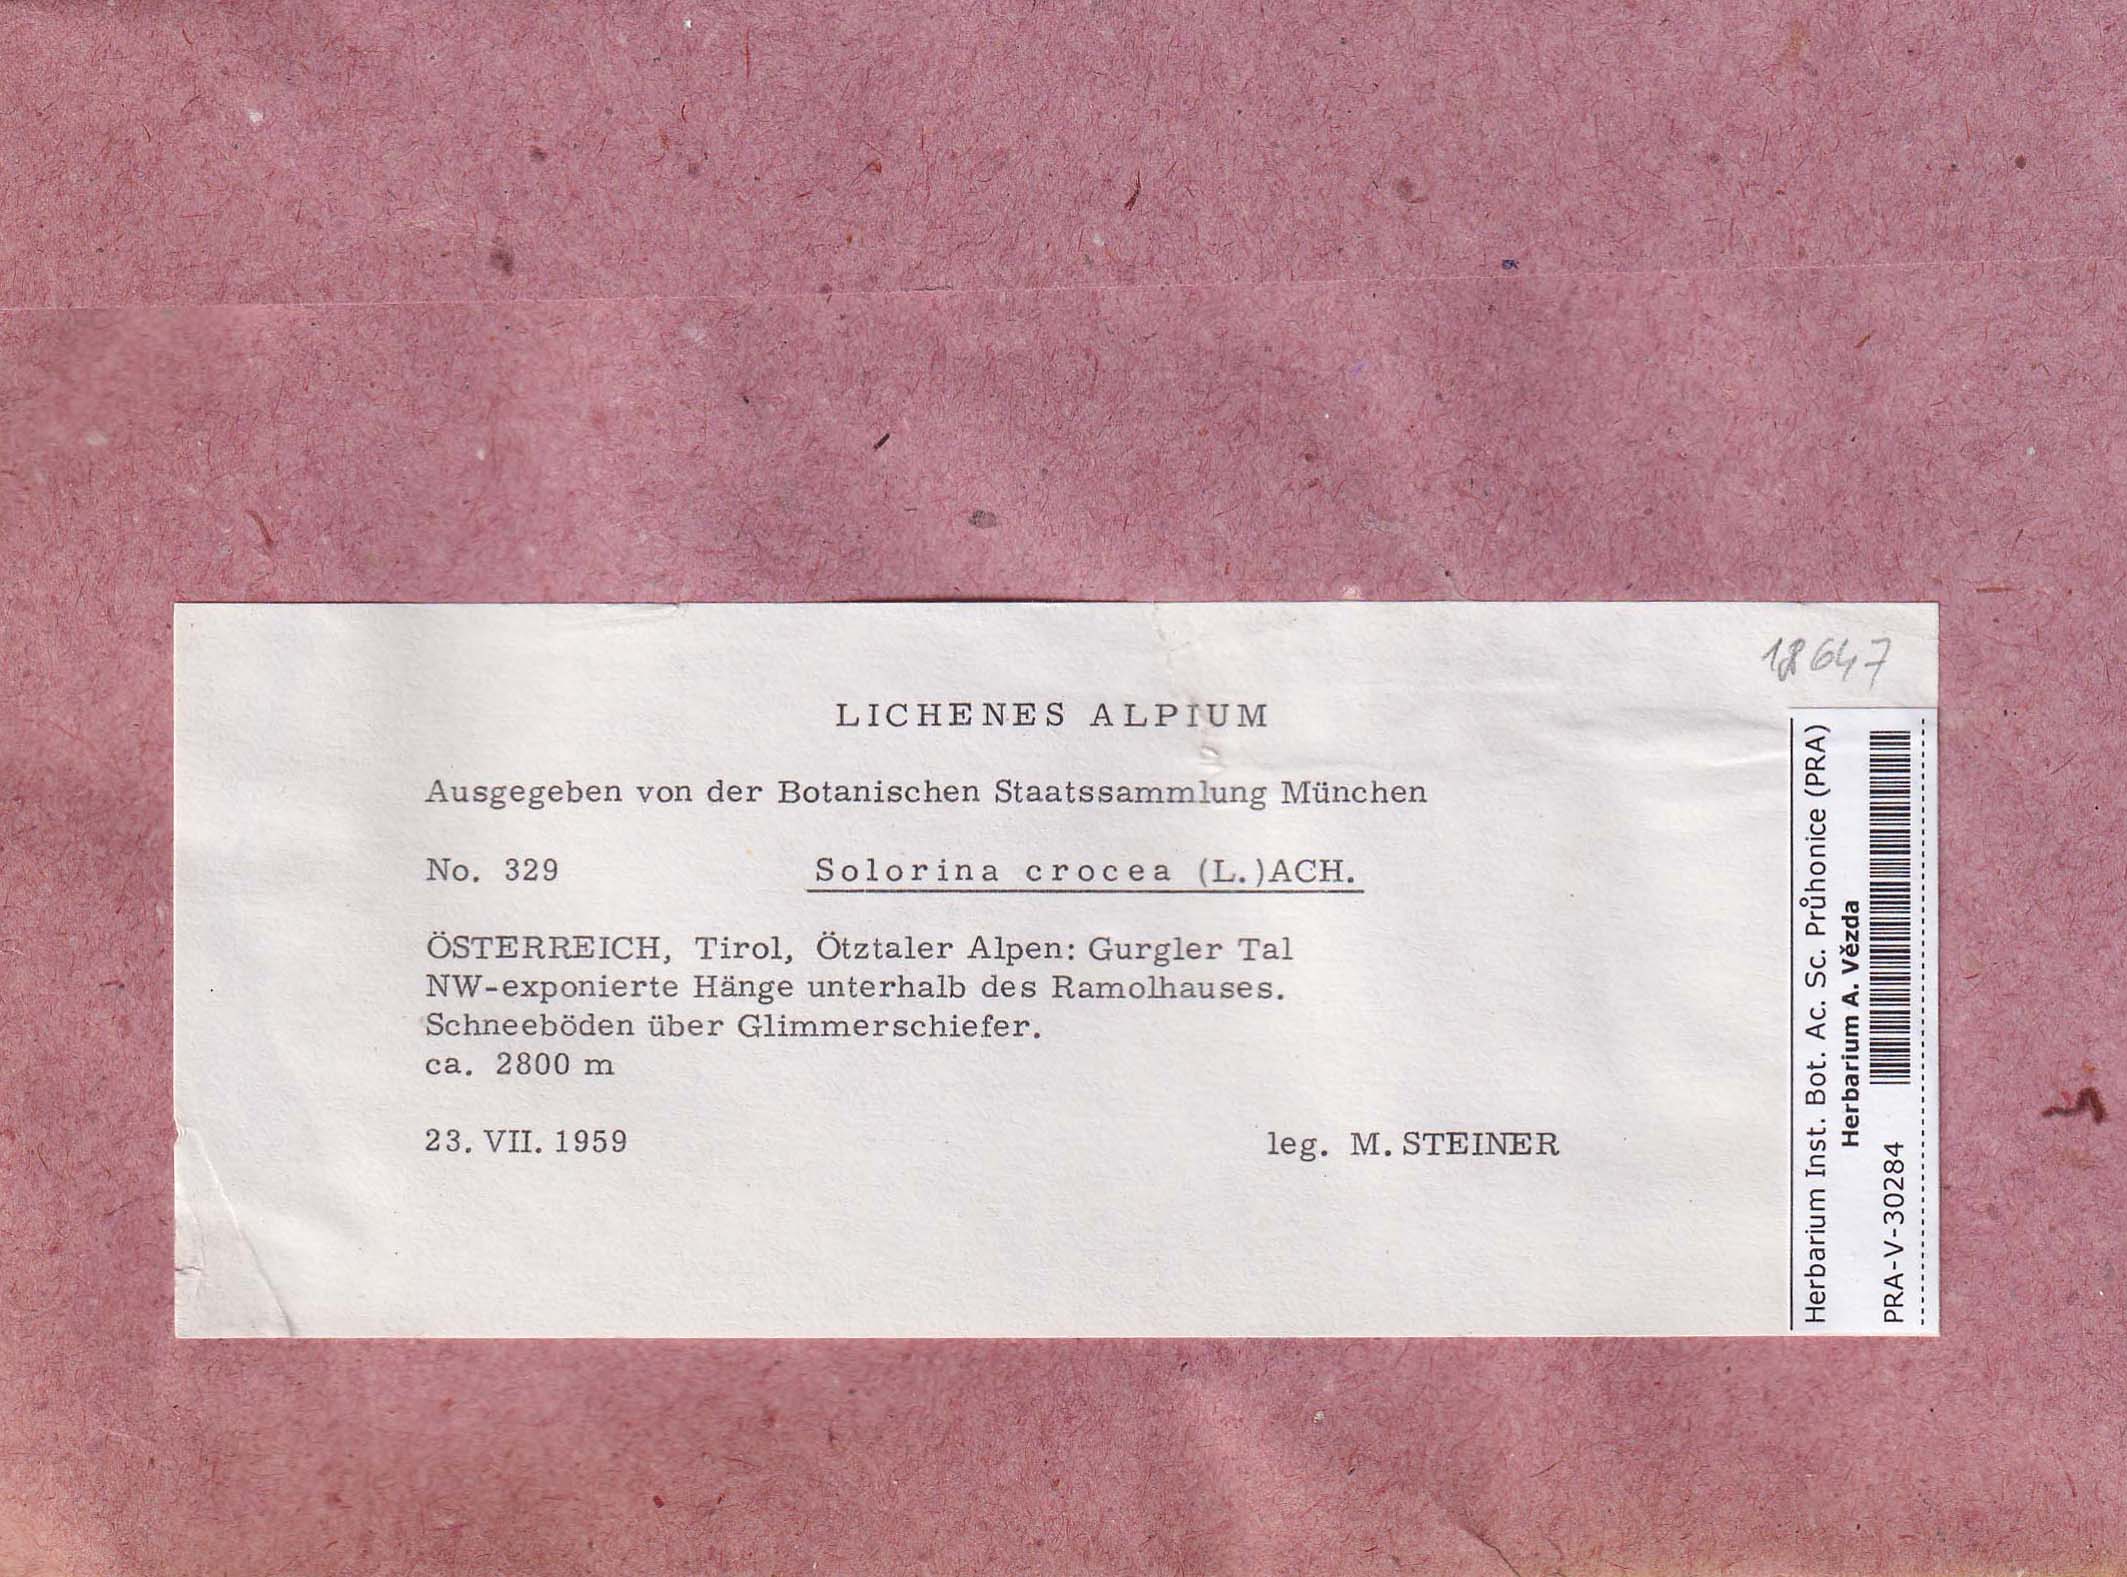 18647
LICHENES ALPIUM
Ausgegeben von der Botanischen Staatssammlung München
No. 329 Solorina crocea (L.)ACH.
ÖSTERREICH, Tirol, Ötztaler Alpen: Gurgler Tal
NW-exponierte Hänge unterhalb des Ramolhauses.
Schneeböden über Glimmerschiefer.
ca. 2800 m
23. VII. 1959 leg. M. STEINER
Herbarium Inst. Bot. Ac. Sc. Průhonice (PRA)
Herbarium A. Vězda
PRA-V-30284